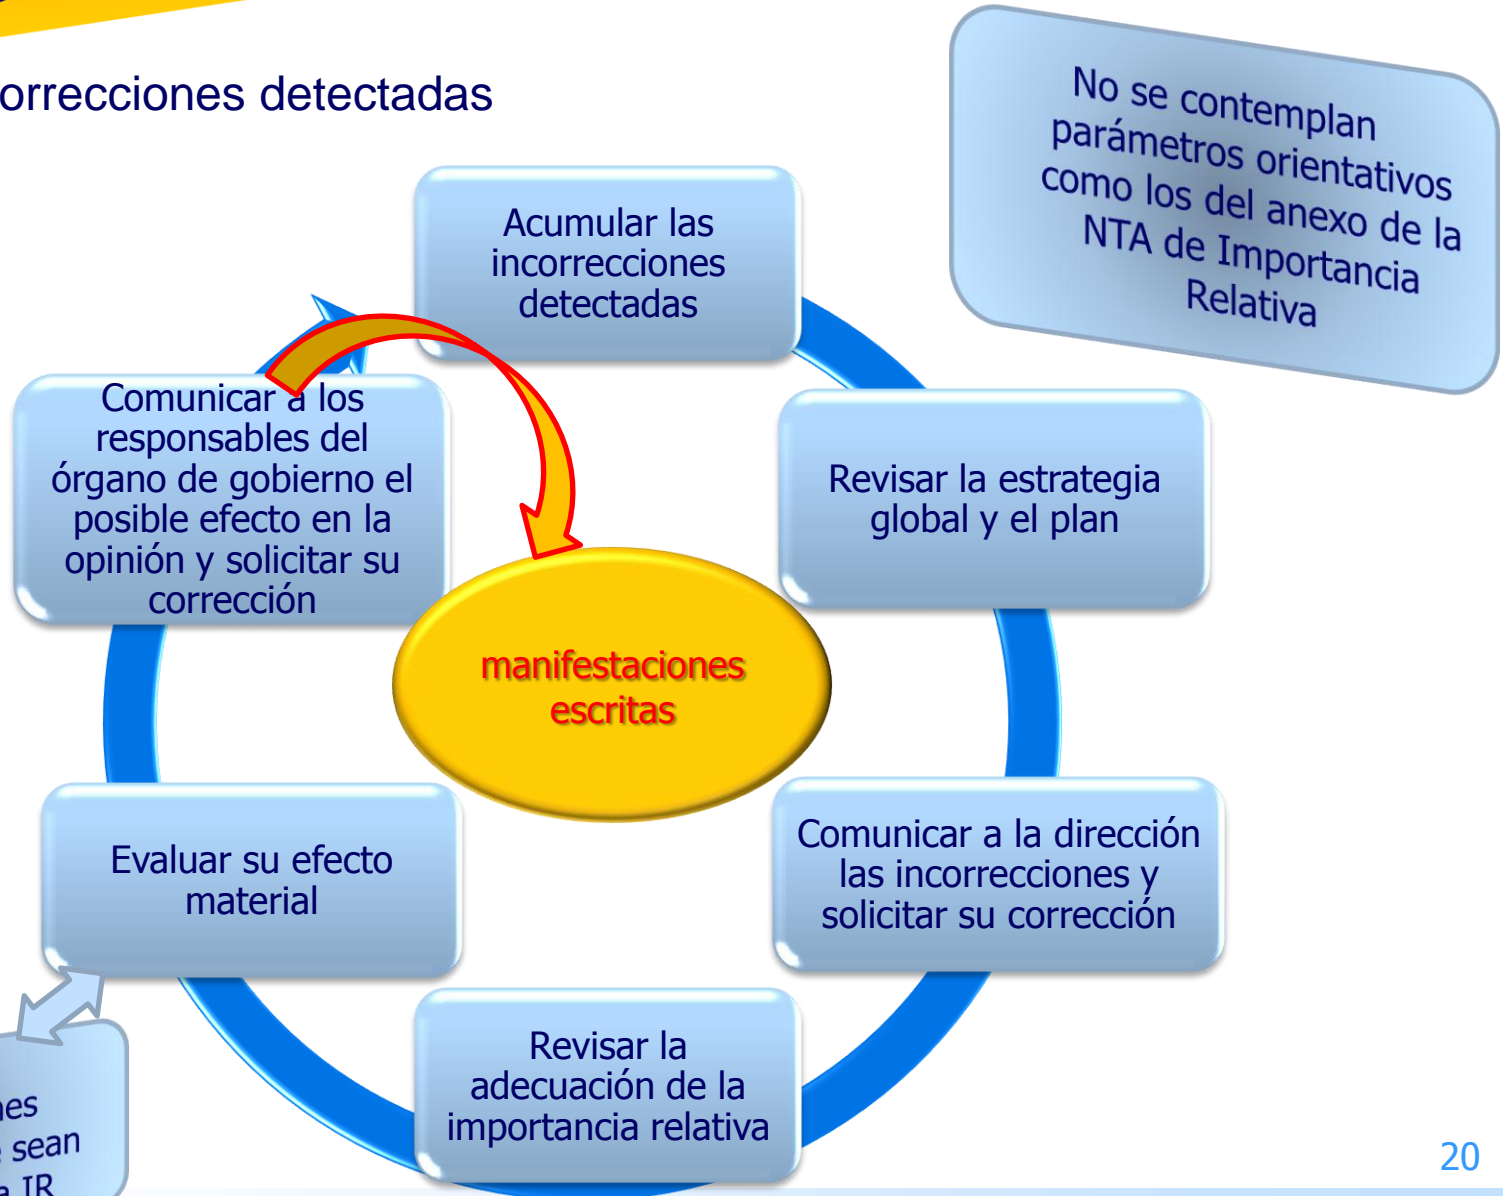 orrecciones detectadas
No se contemplan
parámetros orientativos
como los del anexo de la
NTA de Importancia
Relativa
Acumular las
incorrecciones
detectadas
Revisar la estrategia
global y el plan
Comunicar a la dirección
las incorrecciones y
solicitar su corrección
Revisar la
adecuación de la
importancia relativa
Evaluar su efecto
material
Comunicar a los
responsables del
órgano de gobierno el
posible efecto en la
opinión y solicitar su
corrección
manifestaciones
escritas
nes
sean
IR
20